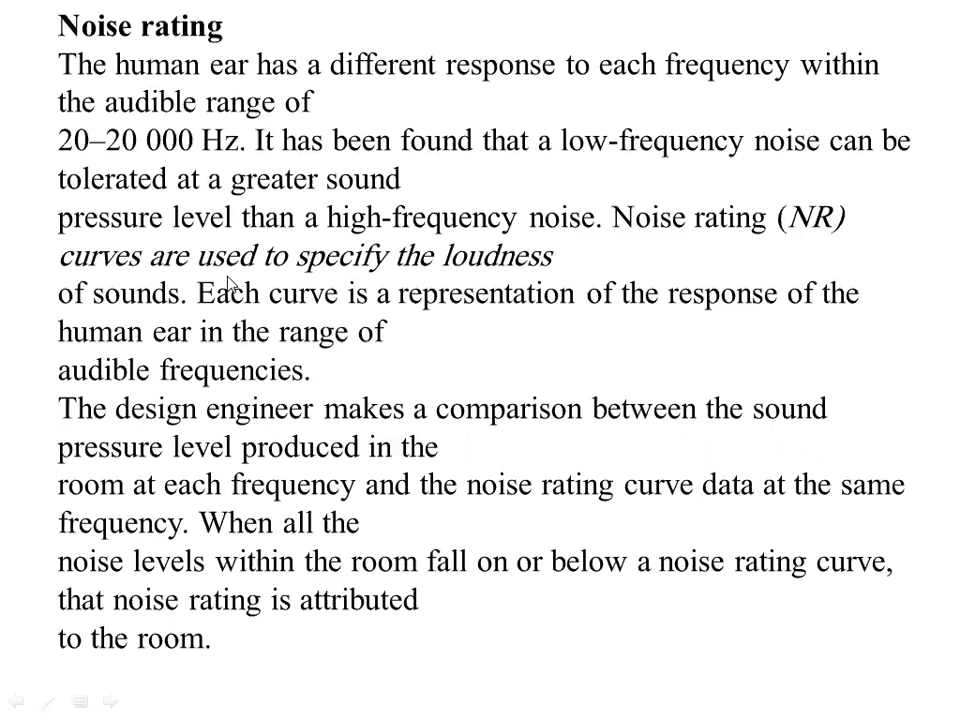 Noise rating
The human ear has a different response to each frequency within
the audible range of
20–20 000 Hz. It has been found that a low-frequency noise can be
tolerated at a greater sound
pressure level than a high-frequency noise. Noise rating (NR)
curves are used to specify the loudness
of sounds. Each curve is a representation of the response of the
human ear in the range of
audible frequencies.
The design engineer makes a comparison between the sound
pressure level produced in the
room at each frequency and the noise rating curve data at the same
frequency. When all the
noise levels within the room fall on or below a noise rating curve,
that noise rating is attributed
to the room.